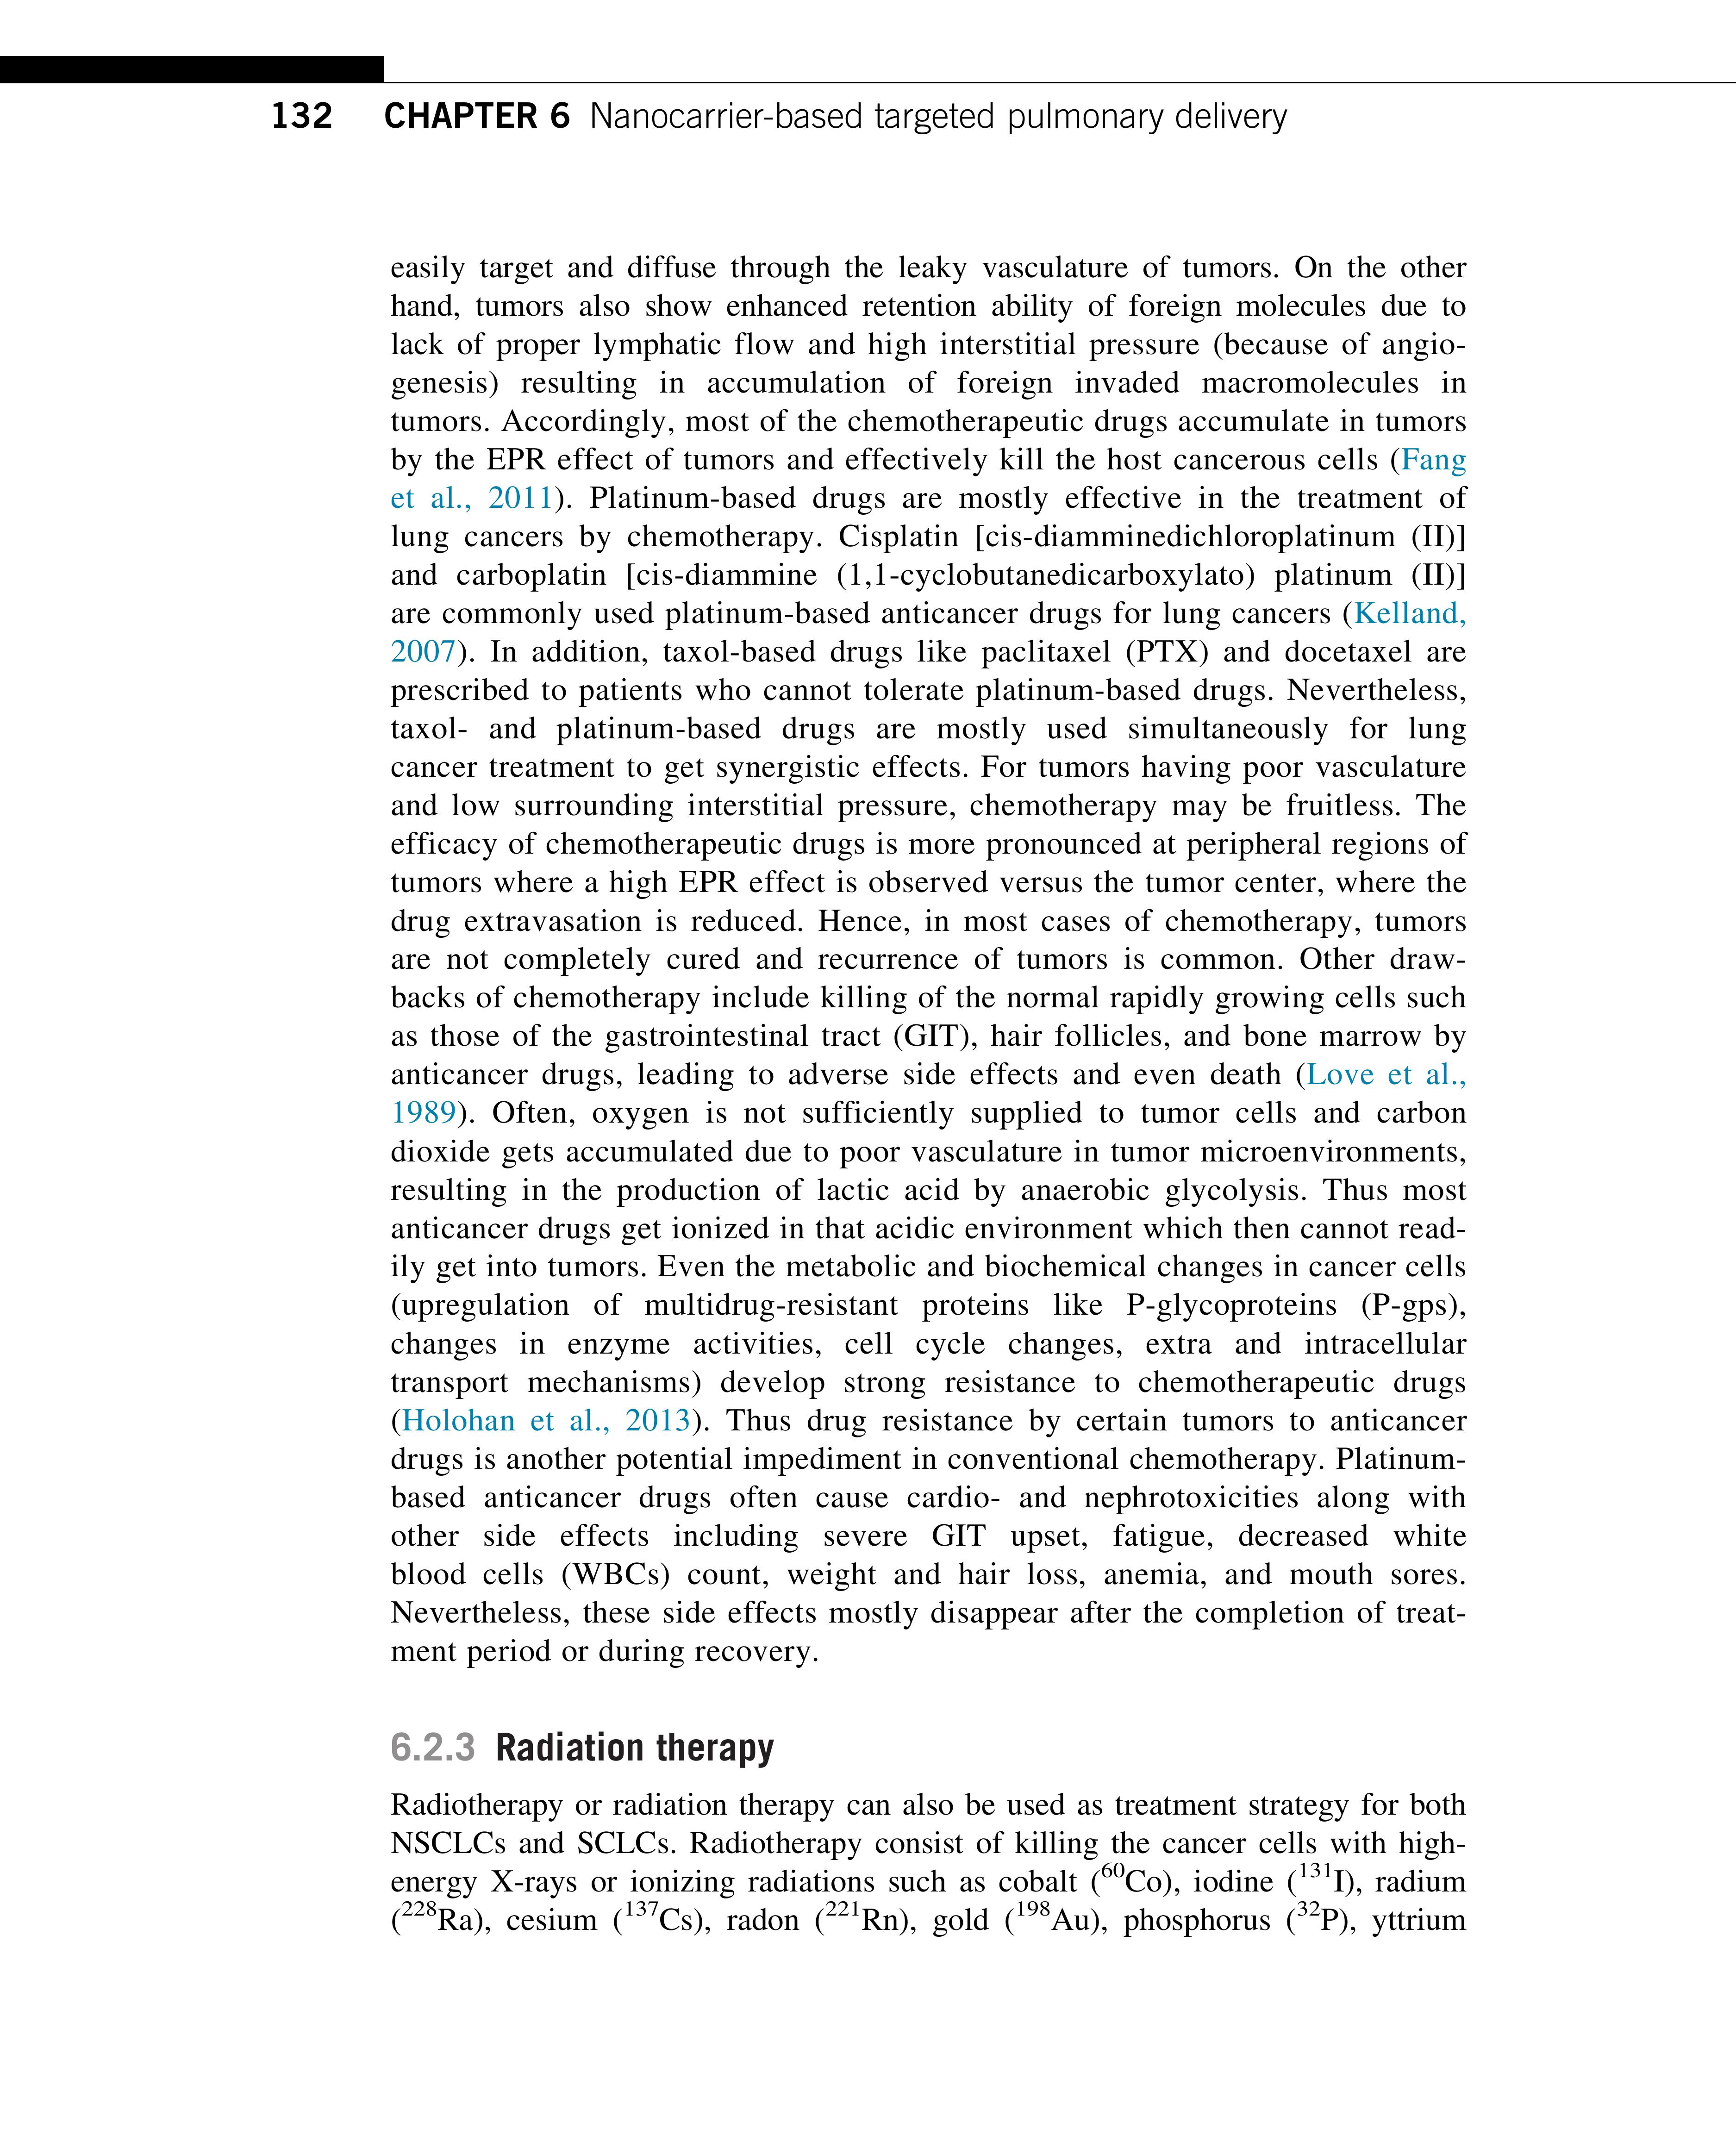 132 CHAPTER 6 Nanocarrier-based targeted pulmonary delivery
easily target and diffuse through the leaky vasculature of tumors. On the other
hand, tumors also show enhanced retention ability of foreign molecules due to
lack of proper lymphatic flow and high interstitial pressure (because of angio-
genesis) resulting in accumulation of foreign invaded macromolecules in
tumors. Accordingly, most of the chemotherapeutic drugs accumulate in tumors
by the EPR effect of tumors and effectively kill the host cancerous cells (Fang
et al., 2011). Platinum-based drugs are mostly effective in the treatment of
lung cancers by chemotherapy. Cisplatin [cis-diamminedichloroplatinum (II)]
and carboplatin [cis-diammine (1,1-cyclobutanedicarboxylato) platinum (II)]
are commonly used platinum-based anticancer drugs for lung cancers (Kelland,
2007). In addition, taxol-based drugs like paclitaxel (PTX) and docetaxel are
prescribed to patients who cannot tolerate platinum-based drugs. Nevertheless,
taxol- and platinum-based drugs are mostly used simultaneously for lung
cancer treatment to get synergistic effects. For tumors having poor vasculature
and low surrounding interstitial pressure, chemotherapy may be fruitless. The
efficacy of chemotherapeutic drugs is more pronounced at peripheral regions of
tumors where a high EPR effect is observed versus the tumor center, where the
drug extravasation is reduced. Hence, in most cases of chemotherapy, tumors
are not completely cured and recurrence of tumors is common. Other draw-
backs of chemotherapy include killing of the normal rapidly growing cells such
as those of the gastrointestinal tract (GIT), hair follicles, and bone marrow by
anticancer drugs, leading to adverse side effects and even death (Love et al.,
1989). Often, oxygen is not sufficiently supplied to tumor cells and carbon
dioxide gets accumulated due to poor vasculature in tumor microenvironments,
resulting in the production of lactic acid by anaerobic glycolysis. Thus most
anticancer drugs get ionized in that acidic environment which then cannot read-
ily get into tumors. Even the metabolic and biochemical changes in cancer cells
(upregulation of multidrug-resistant proteins like P-glycoproteins (P-gps),
changes in enzyme activities, cell cycle changes, extra and intracellular
transport mechanisms) develop strong resistance to chemotherapeutic drugs
(Holohan et al., 2013). Thus drug resistance by certain tumors to anticancer
drugs is another potential impediment in conventional chemotherapy. Platinum-
based anticancer drugs often cause cardio- and nephrotoxicities along with
other side effects including severe GIT upset, fatigue, decreased white
blood cells (WBCs) count, weight and hair loss, anemia, and mouth sores.
Nevertheless, these side effects mostly disappear after the completion of treat-
ment period or during recovery.
6.2.3 Radiation therapy
Radiotherapy or radiation therapy can also be used as treatment strategy for both
NSCLCs and SCLCs. Radiotherapy consist of killing the cancer cells with high-
energy X-rays or ionizing radiations such as cobalt (⁶⁰Co), iodine (¹³¹I), radium
(²²⁸Ra), cesium (¹³⁷Cs), radon (²²¹Rn), gold (¹⁹⁸Au), phosphorus (³²P), yttrium